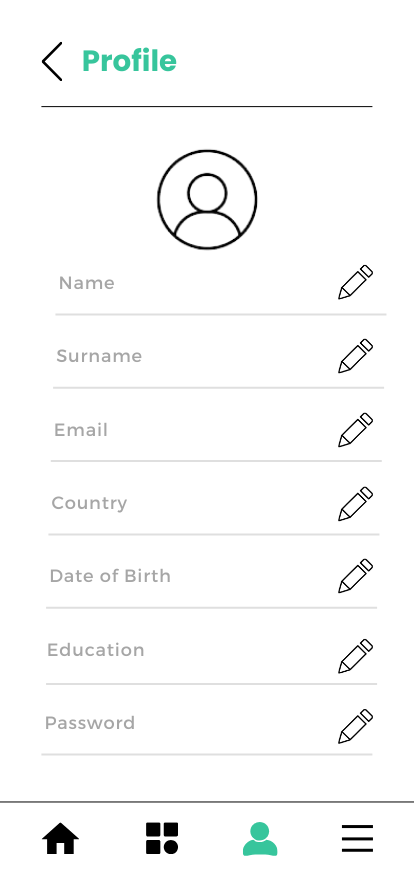 Profile
Name
Surname
Email
Country
Date of Birth
Education
Password